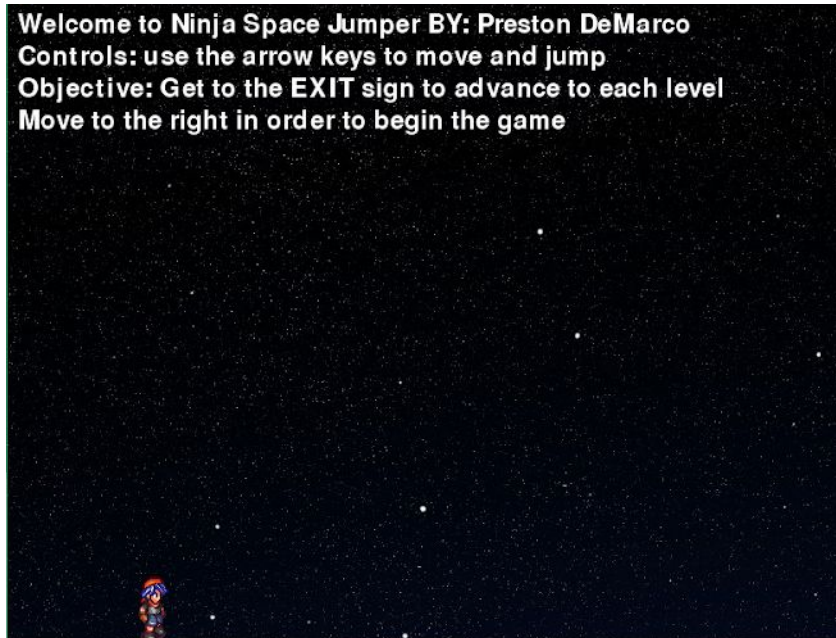 Welcome to Ninja Space Jumper BY: Preston DeMarco
Controls: use the arrow keys to move and jump
Objective: Get to the EXIT sign to advance to each level
Move to the right in order to begin the game